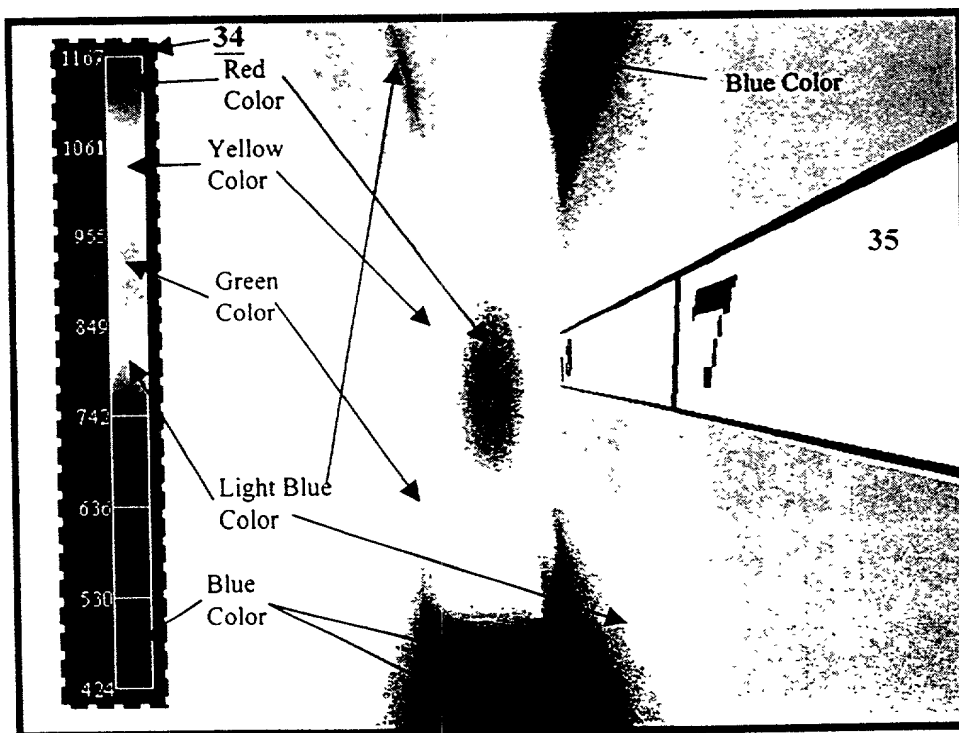 34
1167
Red
Color
Blue Color
1061
Yellow
Color
955
35
Green
Color
849
742
Light Blue
Color
636
530
Blue
Color
424